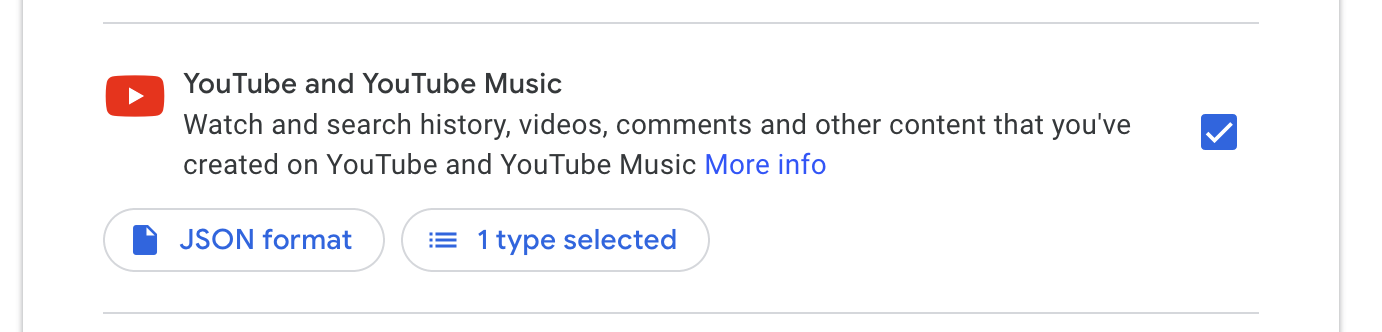 YouTube and YouTube Music
Watch and search history, videos, comments and other content that you've
created on YouTube and YouTube Music More info
JSON format
1 type selected